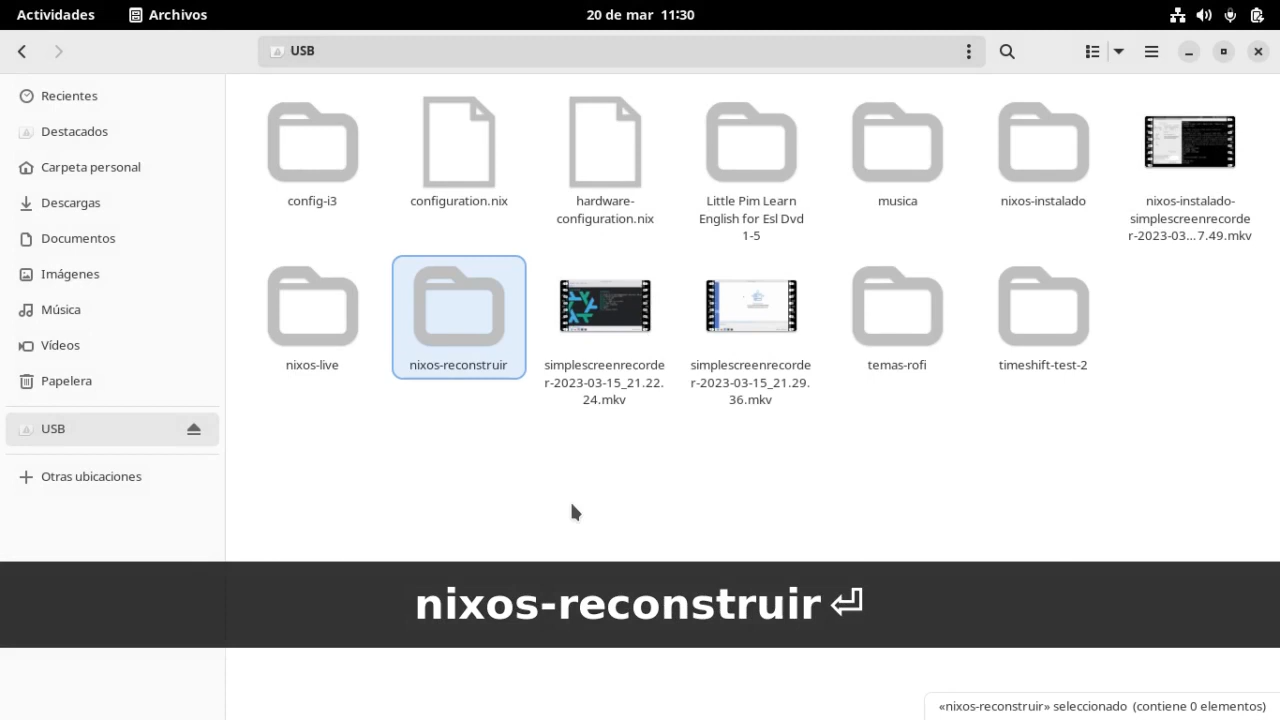 Actividades
Archivos
20 de mar 11:30
USB
Recientes
Destacados
Carpeta personal
Descargas
Documentos
Imágenes
Música
Vídeos
Papelera
USB
Otras ubicaciones
config-i3
configuration.nix
hardware-
configuration.nix
Little Pim Learn
English for Esl Dvd
1-5
musica
nixos-instalado
nixos-instalado-
simplescreenrecorde
r-2023-03...7.49.mkv
nixos-live
nixos-reconstruir
simplescreenrecorde
r-2023-03-15_21.22.
24.mkv
simplescreenrecorde
r-2023-03-15_21.29.
36.mkv
temas-rofi
timeshift-test-2
nixos-reconstruir ⏎
«nixos-reconstruir» seleccionado (contiene 0 elementos)